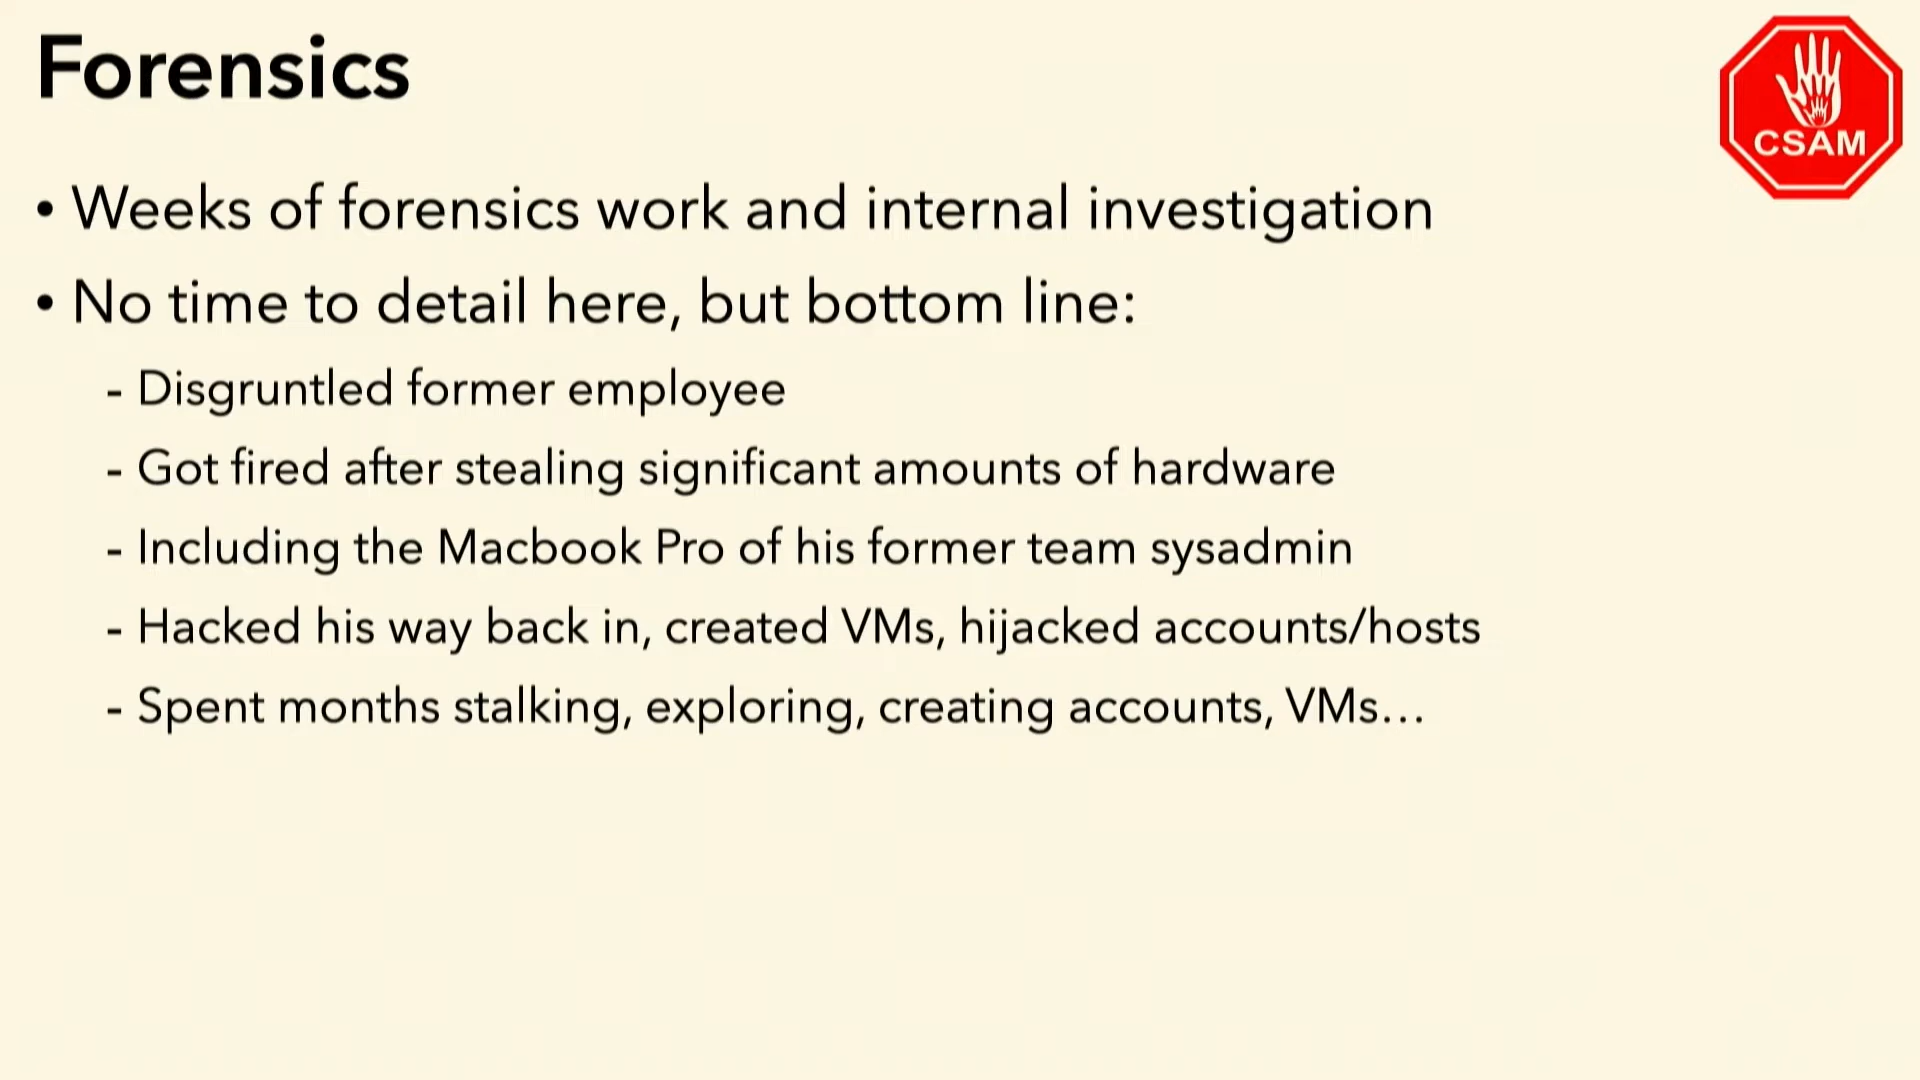 Forensics
CSAM
• Weeks of forensics work and internal investigation
• No time to detail here, but bottom line:
- Disgruntled former employee
- Got fired after stealing significant amounts of hardware
- Including the Macbook Pro of his former team sysadmin
- Hacked his way back in, created VMs, hijacked accounts/hosts
- Spent months stalking, exploring, creating accounts, VMs...